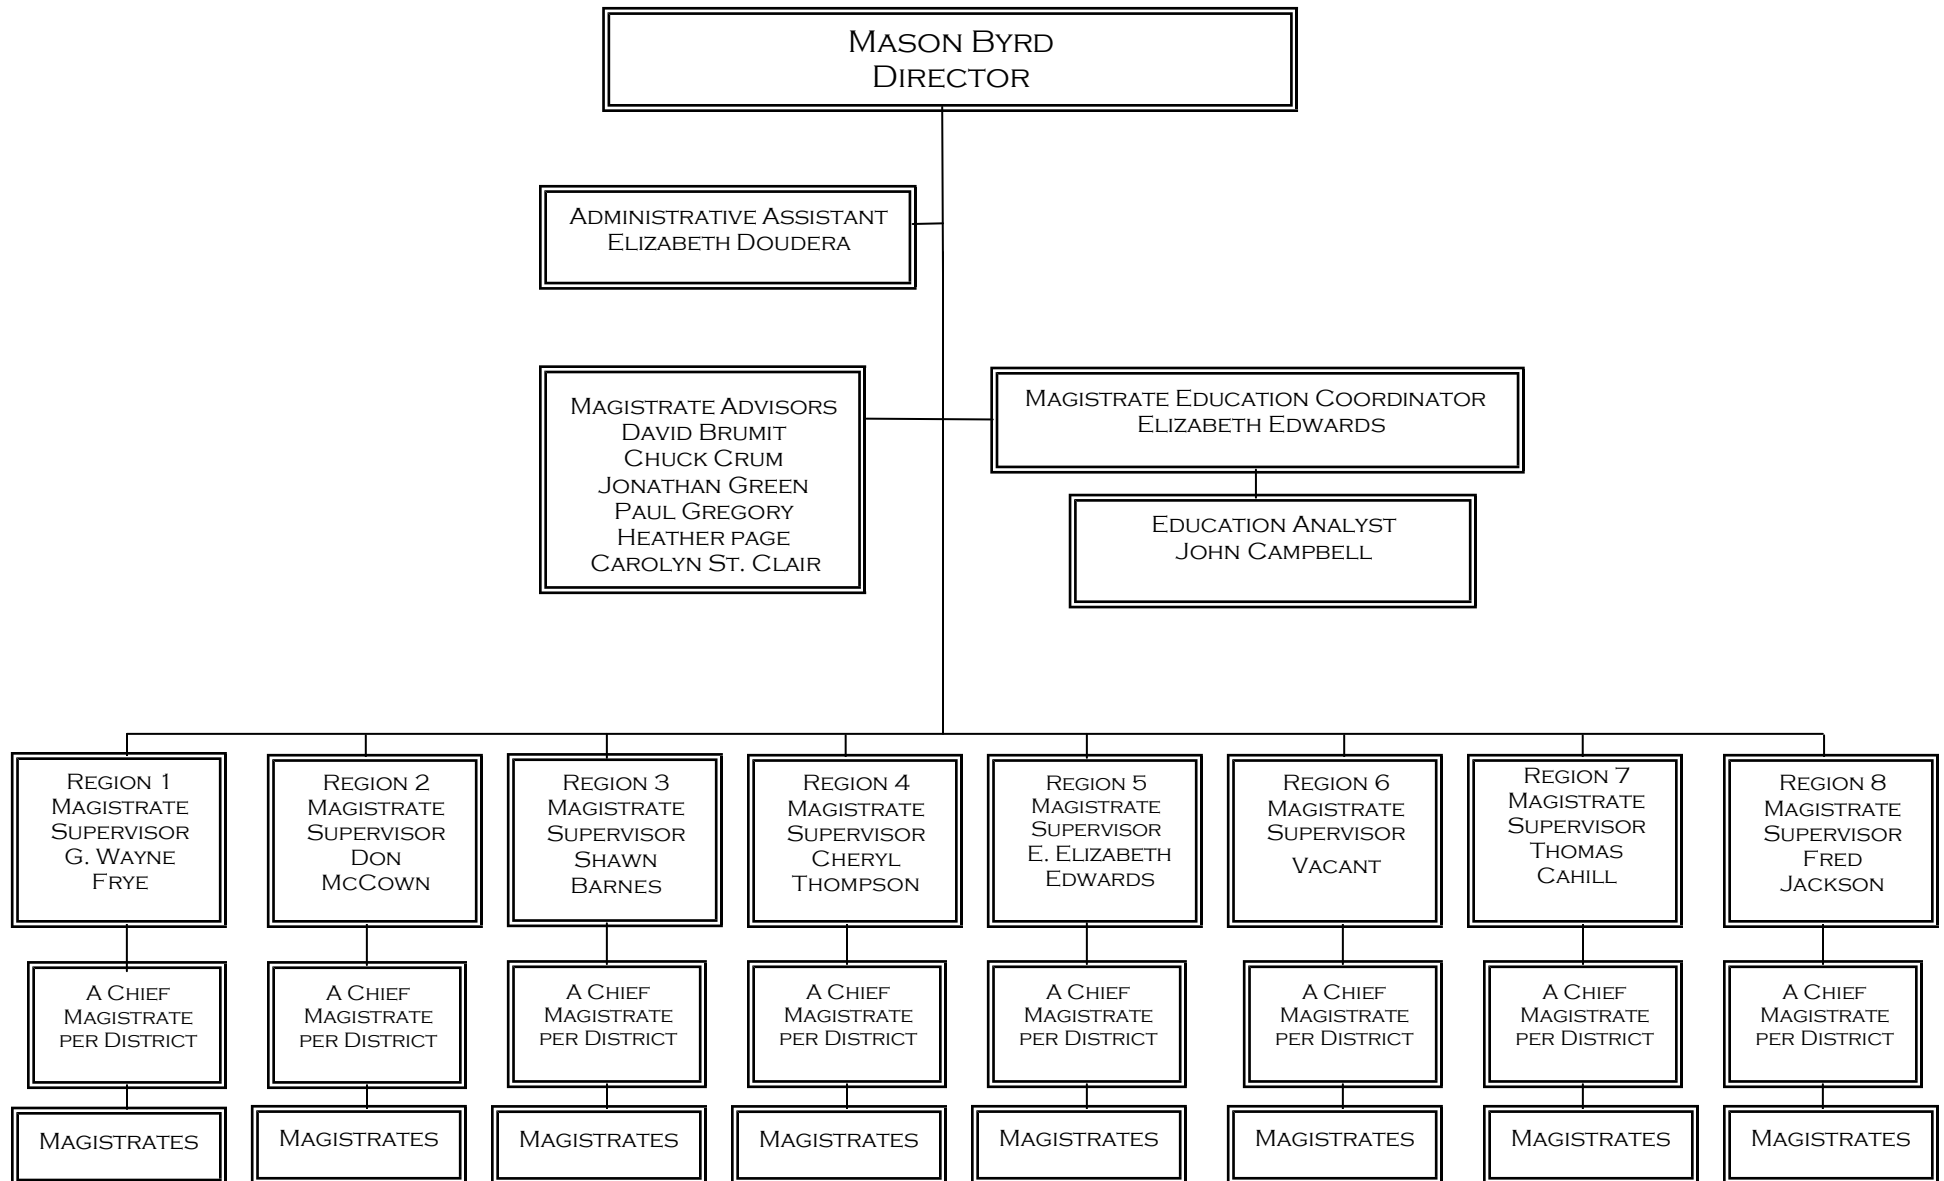 MASON BYRD
DIRECTOR
ADMINISTRATIVE ASSISTANT
ELIZABETH DOUDERA
MAGISTRATE ADVISORS
DAVID BRUMIT
CHUCK CRUM
JONATHAN GREEN
PAUL GREGORY
HEATHER PAGE
CAROLYN ST. CLAIR
MAGISTRATE EDUCATION COORDINATOR
ELIZABETH EDWARDS
EDUCATION ANALYST
JOHN CAMPBELL
REGION 1
MAGISTRATE
SUPERVISOR
G. WAYNE
FRYE
REGION 2
MAGISTRATE
SUPERVISOR
DON
MCCOWN
REGION 3
MAGISTRATE
SUPERVISOR
SHAWN
BARNES
REGION 4
MAGISTRATE
SUPERVISOR
CHERYL
THOMPSON
REGION 5
MAGISTRATE
SUPERVISOR
E. ELIZABETH
EDWARDS
REGION 6
MAGISTRATE
SUPERVISOR
VACANT
REGION 7
MAGISTRATE
SUPERVISOR
THOMAS
CAHILL
REGION 8
MAGISTRATE
SUPERVISOR
FRED
JACKSON
A CHIEF
MAGISTRATE
PER DISTRICT
A CHIEF
MAGISTRATE
PER DISTRICT
A CHIEF
MAGISTRATE
PER DISTRICT
A CHIEF
MAGISTRATE
PER DISTRICT
A CHIEF
MAGISTRATE
PER DISTRICT
A CHIEF
MAGISTRATE
PER DISTRICT
A CHIEF
MAGISTRATE
PER DISTRICT
A CHIEF
MAGISTRATE
PER DISTRICT
MAGISTRATES
MAGISTRATES
MAGISTRATES
MAGISTRATES
MAGISTRATES
MAGISTRATES
MAGISTRATES
MAGISTRATES